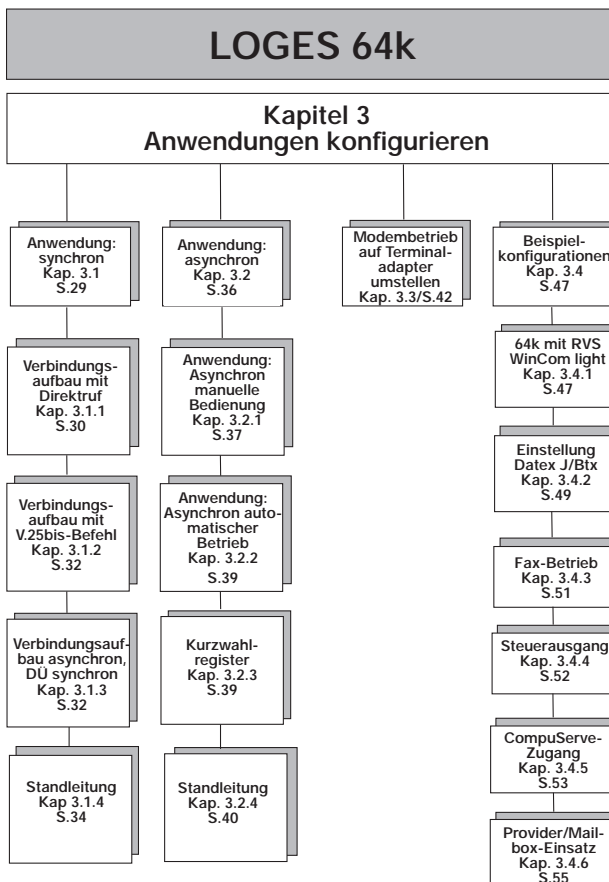 LOGES 64k
Kapitel 3
Anwendungen konfigurieren
Anwendung:
synchron
Kap. 3.1
S.29
Verbindungs-
aufbau mit
Direktruf
Kap. 3.1.1
S.30
Verbindungs-
aufbau mit
V.25bis-Befehl
Kap. 3.1.2
S.32
Verbindungsauf-
bau asynchron,
DÜ synchron
Kap. 3.1.3
S.32
Standleitung
Kap 3.1.4
S.34
Anwendung:
asynchron
Kap. 3.2
S.36
Anwendung:
Asynchron
manuelle
Bedienung
Kap. 3.2.1
S.37
Anwendung:
Asynchron auto-
matischer
Betrieb
Kap. 3.2.2
S.39
Kurzwahl-
register
Kap. 3.2.3
S.39
Standleitung
Kap. 3.2.4
S.40
Modembetrieb
auf Terminal-
adapter
umstellen
Kap. 3.3/S.42
Beispiel-
konfigurationen
Kap. 3.4
S.47
64k mit RVS
WinCom light
Kap. 3.4.1
S.47
Einstellung
Datex J/Btx
Kap. 3.4.2
S.49
Fax-Betrieb
Kap. 3.4.3
S.51
Steuerausgang
Kap. 3.4.4
S.52
CompuServe-
Zugang
Kap. 3.4.5
S.53
Provider/Mail-
box-Einsatz
Kap. 3.4.6
S.55